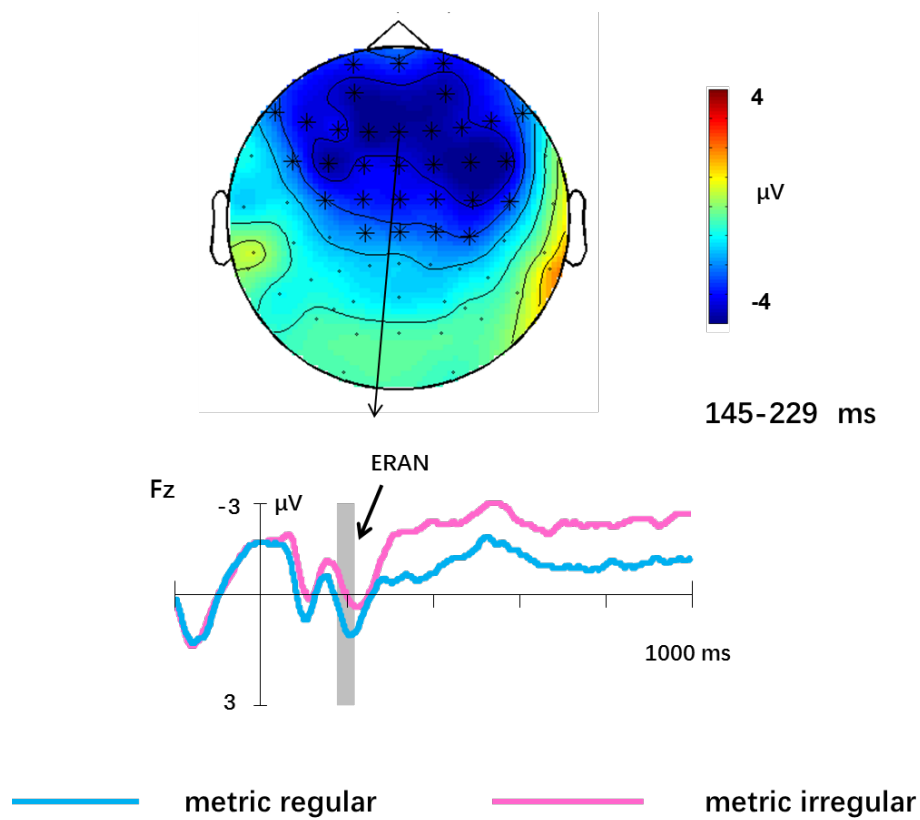 4
μV
-4
145-229 ms
ERAN
Fz
-3
μV
1000 ms
3
metric regular
metric irregular